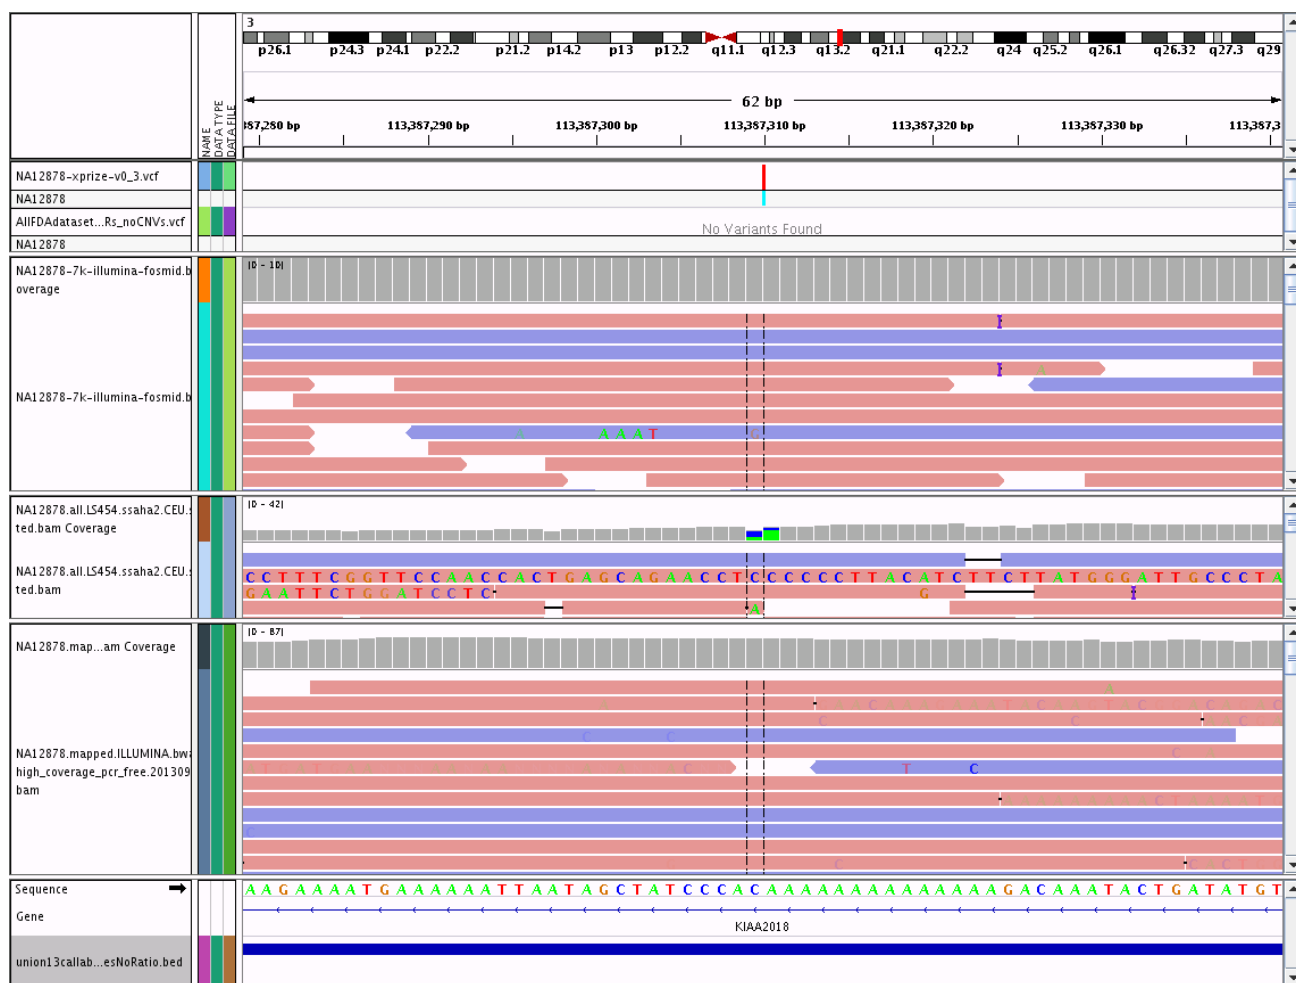 3
p26.1 p24.3 p24.1 p22.2 p21.2 p14.2 p13 p12.2 q11.1 q12.3 q13.2 q21.1 q22.2 q24 q25.2 q26.1 q26.32 q27.3 q29
62 bp
NAME
DATA TYPE
DATA FILE
387,280 bp 113,387,290 bp 113,387,300 bp 113,387,310 bp 113,387,320 bp 113,387,330 bp 113,387,3
NA12878-xprize-v0_3.vcf
NA12878
AllFDAdataset...Rs_noCNVs.vcf
No Variants Found
NA12878
NA12878-7k-illumina-fosmid.b
overage
[0 - 10]
NA12878-7k-illumina-fosmid.b
A A A A T G
NA12878.all.LS454.ssaha2.CEU.s
ted.bam Coverage
[0 - 42]
NA12878.all.LS454.ssaha2.CEU.s
ted.bam
C C T T T C G G T T C C A A C C A C T G A G C A G A A C C T C C C C C C T T A C A T C T T C T T A T G G G A T T G C C C T A
G A A T T C T G G A T C C T C G
A
NA12878.map...am Coverage
[0 - 87]
NA12878.mapped.ILLUMINA.bwa
high_coverage_pcr_free.201309
bam
Sequence
A A G A A A A T G A A A A A A T T A A T A G C T A T C C C A C A A A A A A A A A A A A A A G A C A A A T A C T G A T A T G T
Gene
KIAA2018
union13callab...esNoRatio.bed